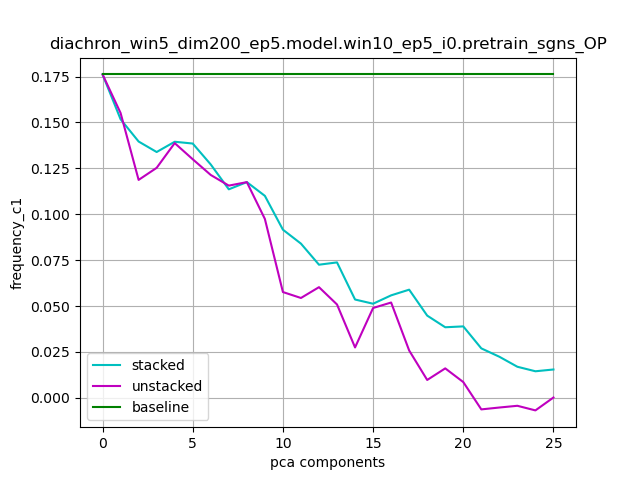 diachron_win5_dim200_ep5.model.win10_ep5_i0.pretrain_sgns_OP
0.175
0.150
0.125
0.100
0.075
0.050
0.025
0.000
frequency_c1
stacked
unstacked
baseline
0 5 10 15 20 25
pca components